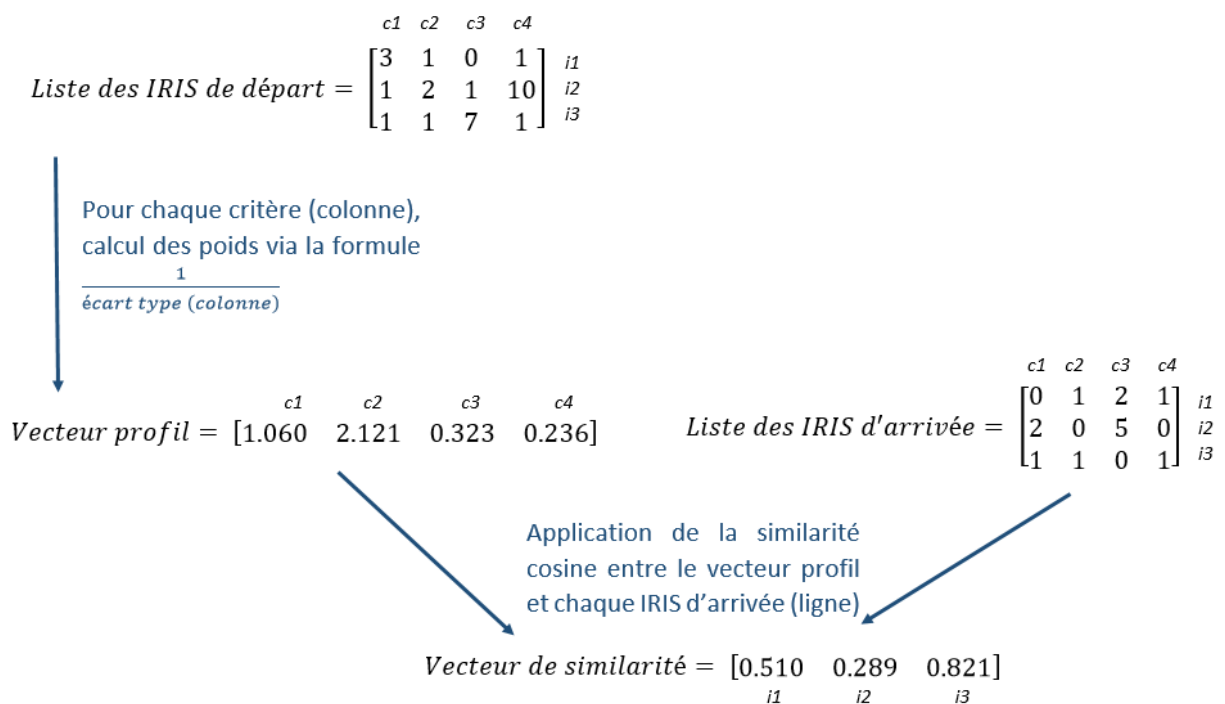 c1 c2 c3 c4
3 1 0 1 i1
Liste des IRIS de départ = 1 2 1 10 i2
1 1 7 1 i3
Pour chaque critère (colonne),
calcul des poids via la formule
1
écart type (colonne)
c1 c2 c3 c4
Vecteur profil = [1.060 2.121 0.323 0.236]
c1 c2 c3 c4
0 1 2 1 i1
Liste des IRIS d'arrivée = 2 0 5 0 i2
1 1 0 1 i3
Application de la similarité
cosine entre le vecteur profil
et chaque IRIS d'arrivée (ligne)
Vecteur de similarité = [0.510 0.289 0.821]
i1 i2 i3